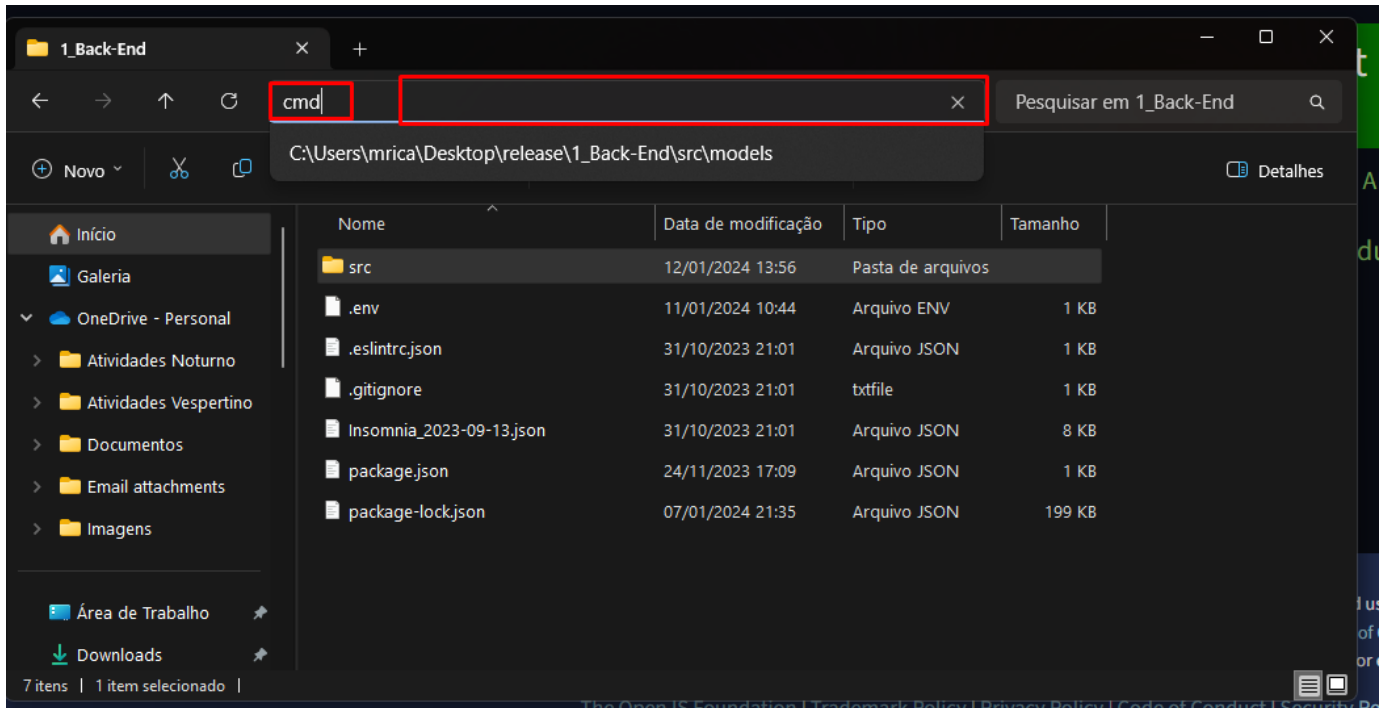 1_Back-End
t
cmd
Pesquisar em 1_Back-End
C:\Users\mrica\Desktop\release\1_Back-End\src\models
Novo
Detalhes
A
Nome Data de modificação Tipo Tamanho
Início
Galeria
OneDrive - Personal
Atividades Noturno
Atividades Vespertino
Documentos
Email attachments
Imagens
Área de Trabalho
Downloads
src 12/01/2024 13:56 Pasta de arquivos
.env 11/01/2024 10:44 Arquivo ENV 1 KB
.eslintrc.json 31/10/2023 21:01 Arquivo JSON 1 KB
.gitignore 31/10/2023 21:01 txtfile 1 KB
Insomnia_2023-09-13.json 31/10/2023 21:01 Arquivo JSON 8 KB
package.json 24/11/2023 17:09 Arquivo JSON 1 KB
package-lock.json 07/01/2024 21:35 Arquivo JSON 199 KB
7 itens | 1 item selecionado |
of
or
The Open JS Foundation | Trademark Policy | Privacy Policy | Code of Conduct | Security